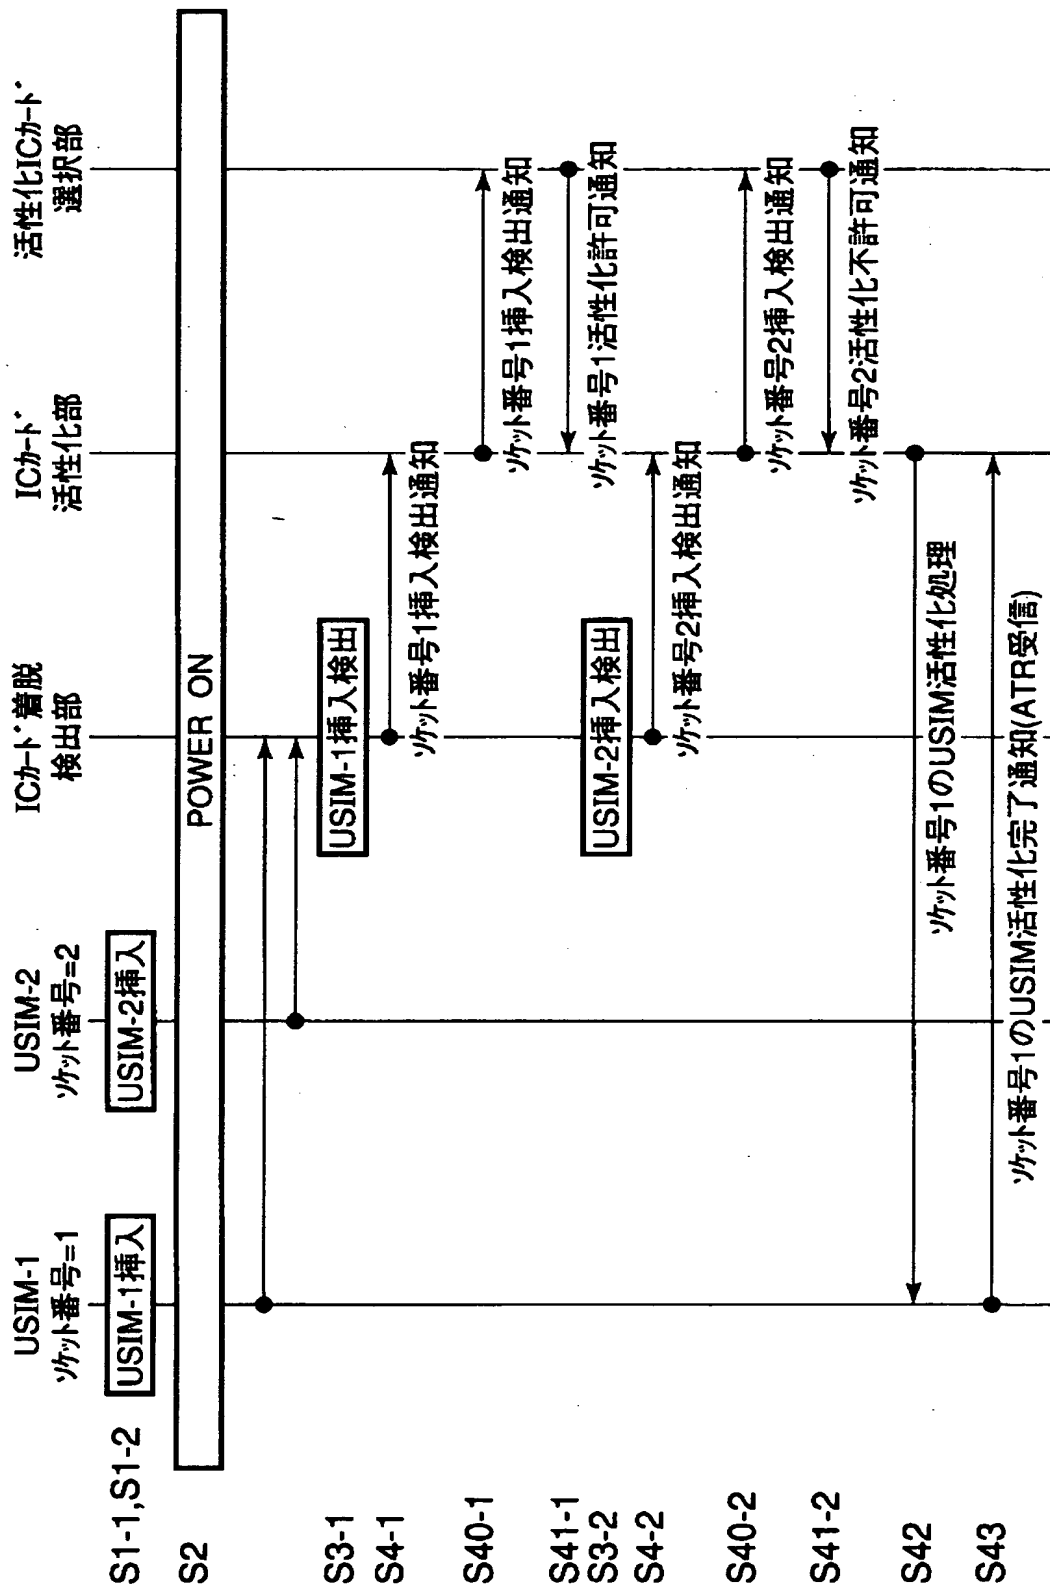 USIM-1
ソケット番号=1
USIM-2
ソケット番号=2
ICカード着脱
検出部
ICカード
活性化部
活性化ICカード
選択部
S1-1,S1-2
USIM-1挿入
USIM-2挿入
S2
POWER ON
S3-1
USIM-1挿入検出
S4-1
ソケット番号1挿入検出通知
S40-1
ソケット番号1挿入検出通知
S41-1
ソケット番号1活性化許可通知
S3-2
USIM-2挿入検出
S4-2
ソケット番号2挿入検出通知
S40-2
ソケット番号2挿入検出通知
S41-2
ソケット番号2活性化不許可通知
S42
ソケット番号1のUSIM活性化処理
S43
ソケット番号1のUSIM活性化完了通知(ATR受信)